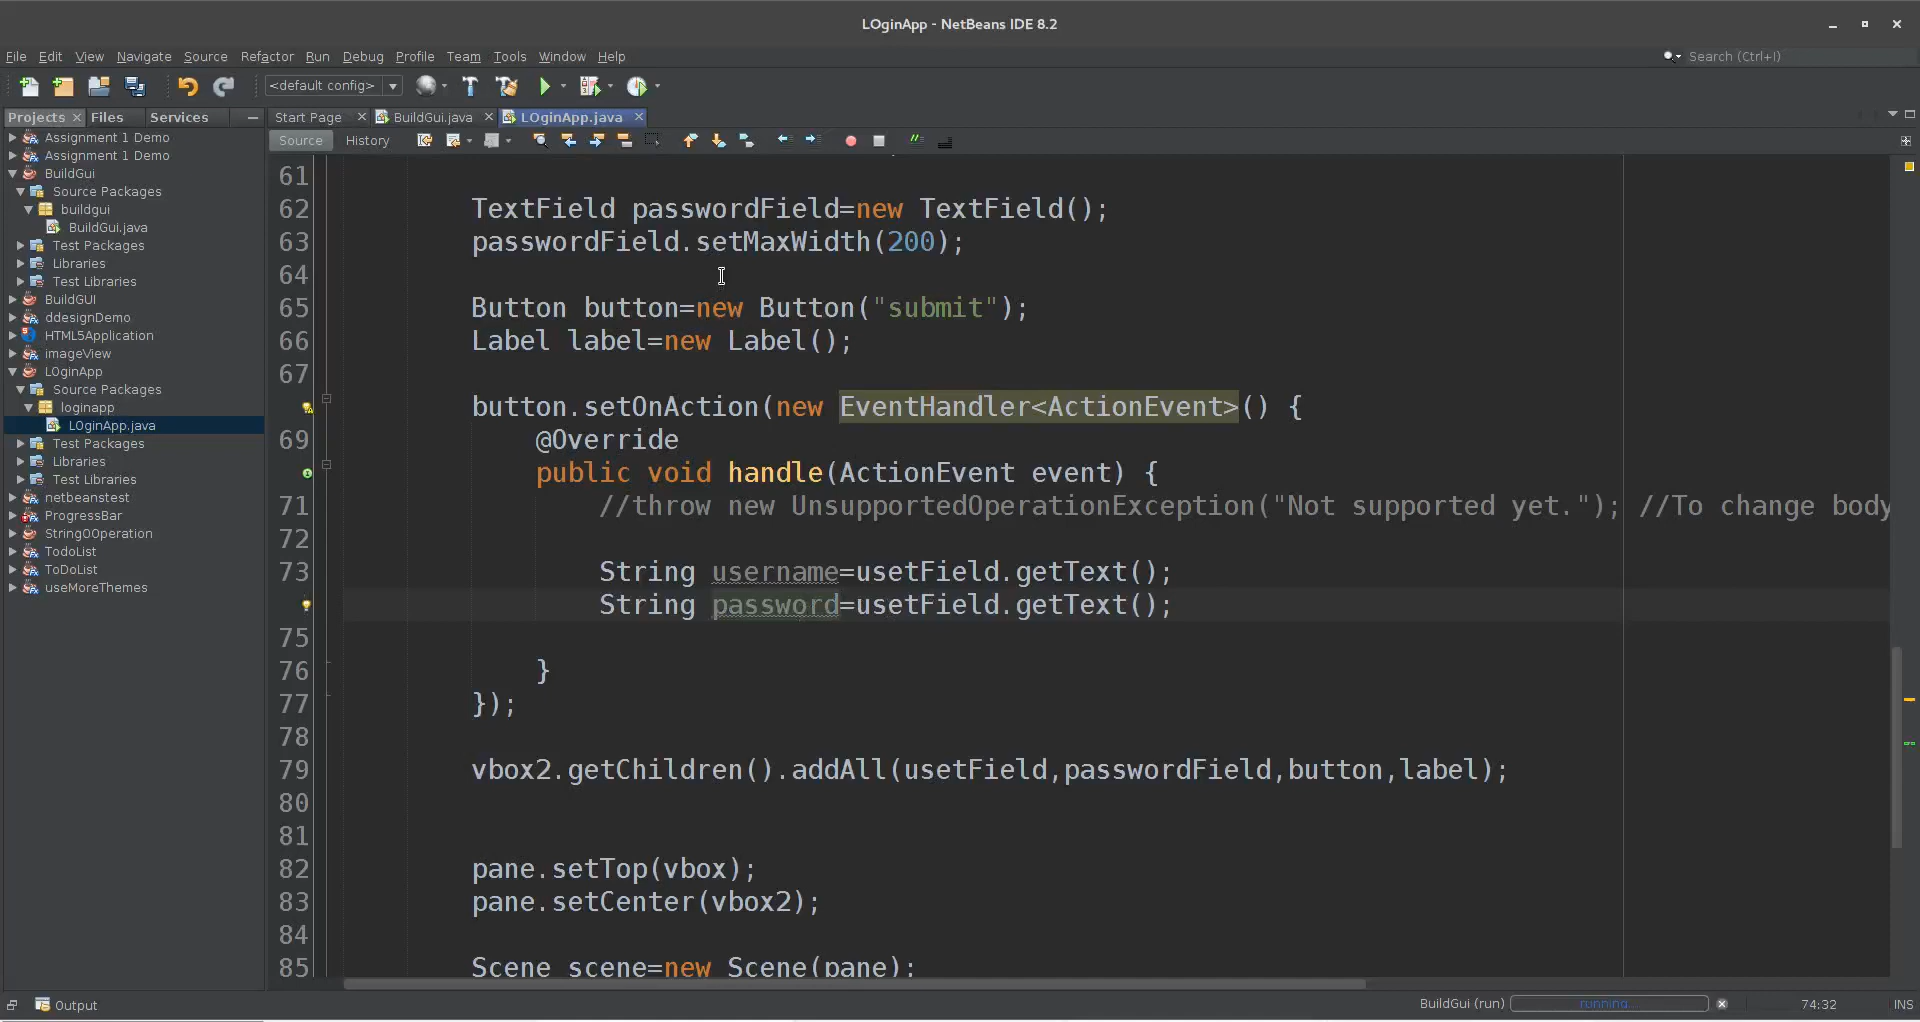 LOginApp - NetBeans IDE 8.2
File Edit View Navigate Source Refactor Run Debug Profile Team Tools Window Help
Search (Ctrl+I)
<default config>
Projects Files Services
Start Page BuildGui.java LOginApp.java
Source History
Assignment 1 Demo
Assignment 1 Demo
BuildGui
Source Packages
buildgui
BuildGui.java
Test Packages
Libraries
Test Libraries
BuildGUI
ddesignDemo
HTML5Application
imageView
LOginApp
Source Packages
loginapp
LOginApp.java
Test Packages
Libraries
Test Libraries
netbeanstest
ProgressBar
StringOOperation
TodoList
ToDoList
useMoreThemes
61
62 TextField passwordField=new TextField();
63 passwordField.setMaxWidth(200);
64
65 Button button=new Button("submit");
66 Label label=new Label();
67
button.setOnAction(new EventHandler<ActionEvent>() {
69 @Override
public void handle(ActionEvent event) {
71 //throw new UnsupportedOperationException("Not supported yet."); //To change body
72
73 String username=usetField.getText();
String password=usetField.getText();
75
76 }
77 });
78
79 vbox2.getChildren().addAll(usetField,passwordField,button,label);
80
81
82 pane.setTop(vbox);
83 pane.setCenter(vbox2);
84
85 Scene scene=new Scene(pane);
Output
BuildGui (run) running... 74:32 INS